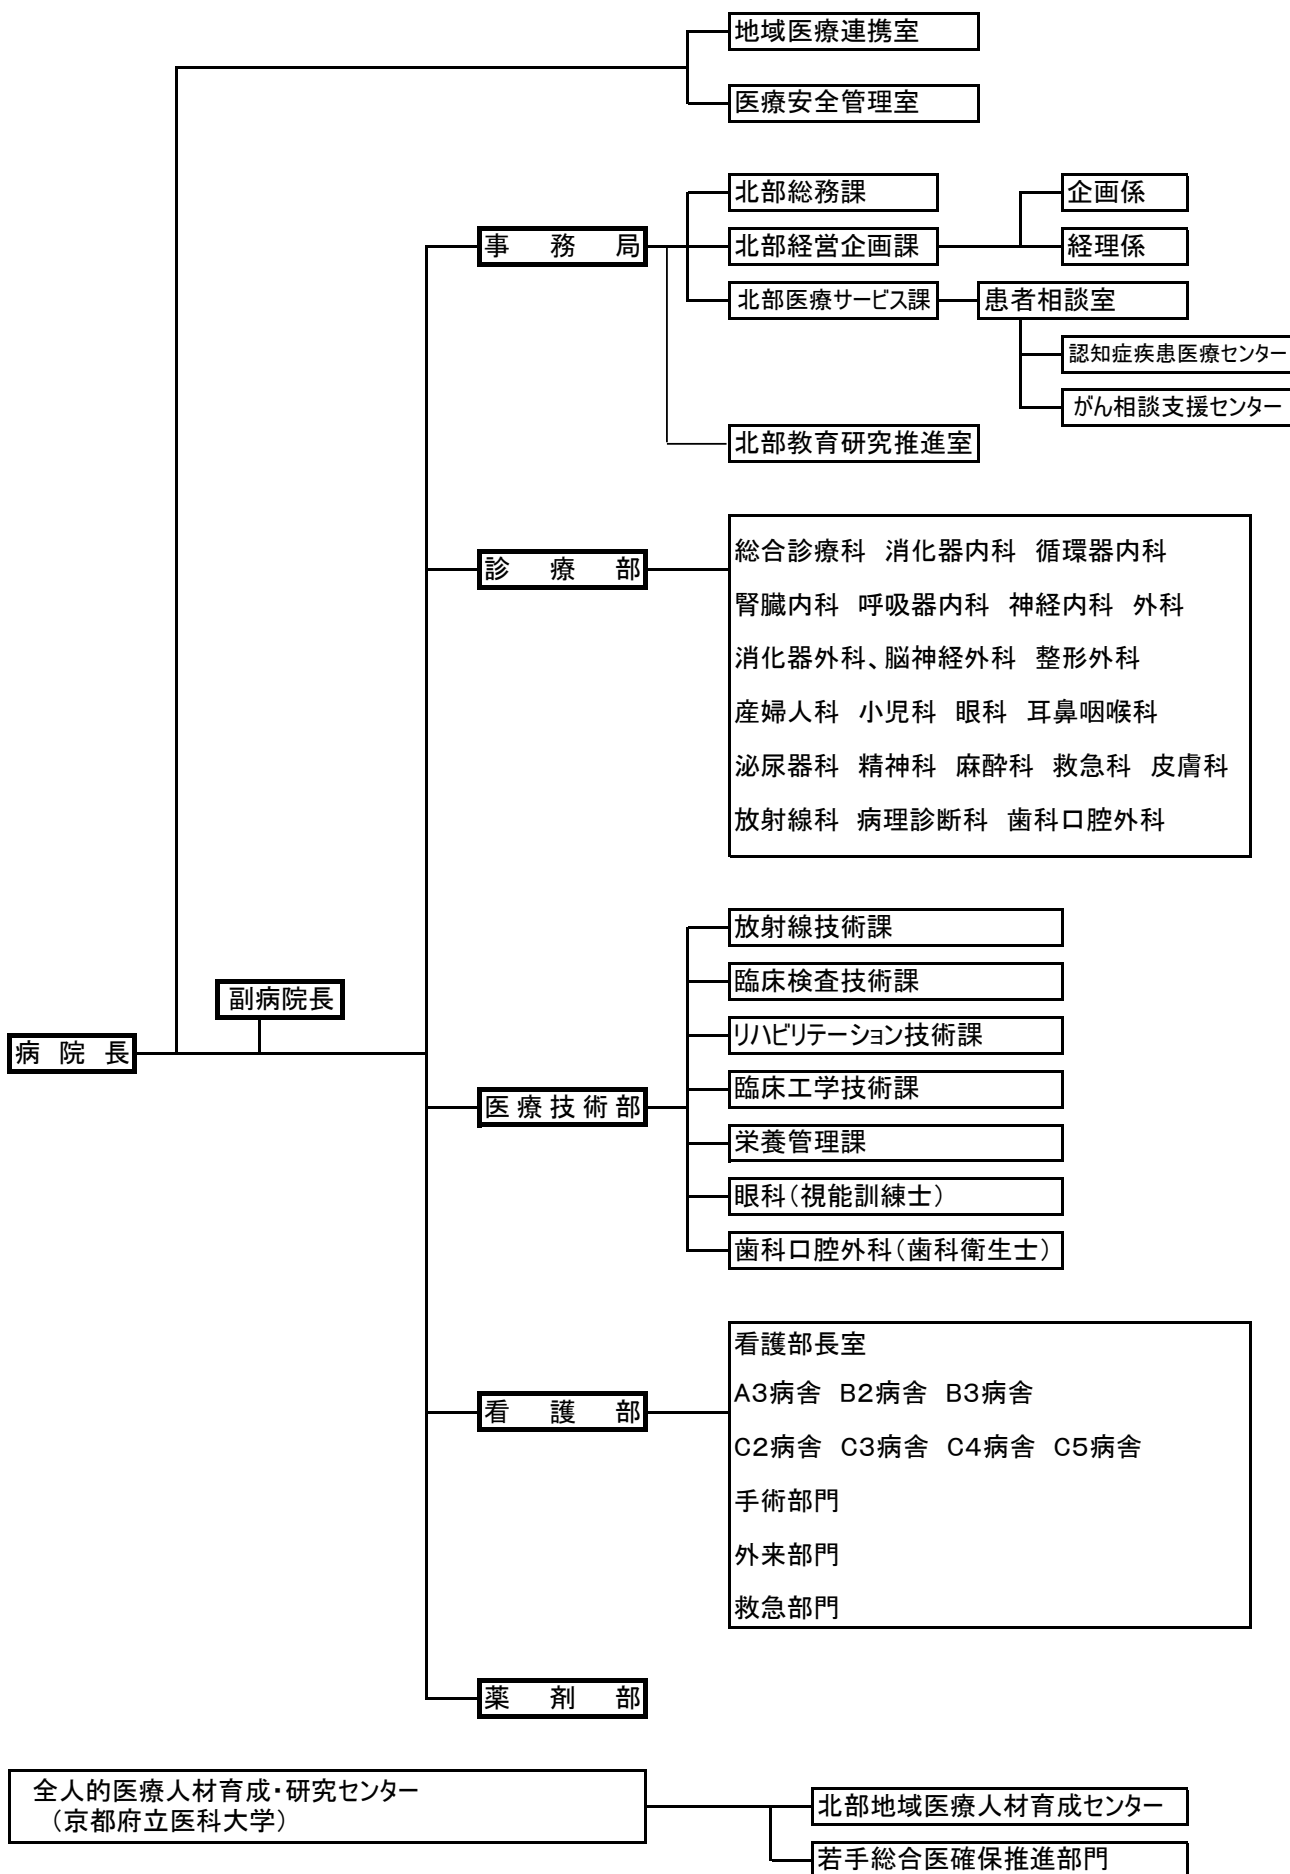 地域医療連携室
医療安全管理室
北部総務課
企画係
事務局
北部経営企画課
経理係
北部医療サービス課
患者相談室
認知症疾患医療センター
がん相談支援センター
北部教育研究推進室
診療部
総合診療科 消化器内科 循環器内科
腎臓内科 呼吸器内科 神経内科 外科
消化器外科、脳神経外科 整形外科
産婦人科 小児科 眼科 耳鼻咽喉科
泌尿器科 精神科 麻酔科 救急科 皮膚科
放射線科 病理診断科 歯科口腔外科
放射線技術課
臨床検査技術課
副病院長
リハビリテーション技術課
病院長
臨床工学技術課
医療技術部
栄養管理課
眼科(視能訓練士)
歯科口腔外科(歯科衛生士)
看護部長室
A3病舎 B2病舎 B3病舎
看護部
C2病舎 C3病舎 C4病舎 C5病舎
手術部門
外来部門
救急部門
薬剤部
全人的医療人材育成・研究センター
(京都府立医科大学)
北部地域医療人材育成センター
若手総合医確保推進部門